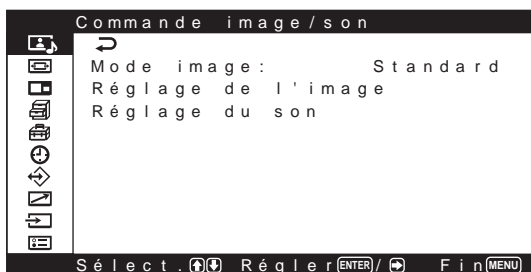 Commande image/son
Mode image: Standard
Réglage de l'image
Réglage du son
Sélect. Régler ENTER / Fin MENU